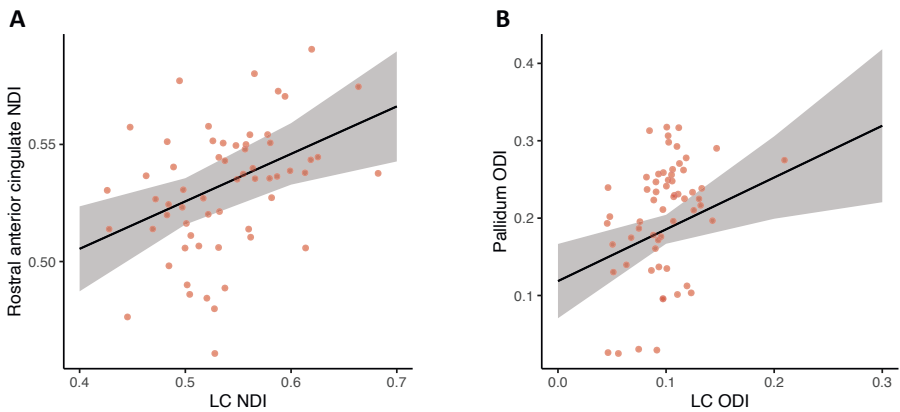 A
Rostral anterior cingulate NDI
0.55
0.50
0.4 0.5 0.6 0.7
LC NDI
B
Pallidum ODI
0.4
0.3
0.2
0.1
0.0 0.1 0.2 0.3
LC ODI